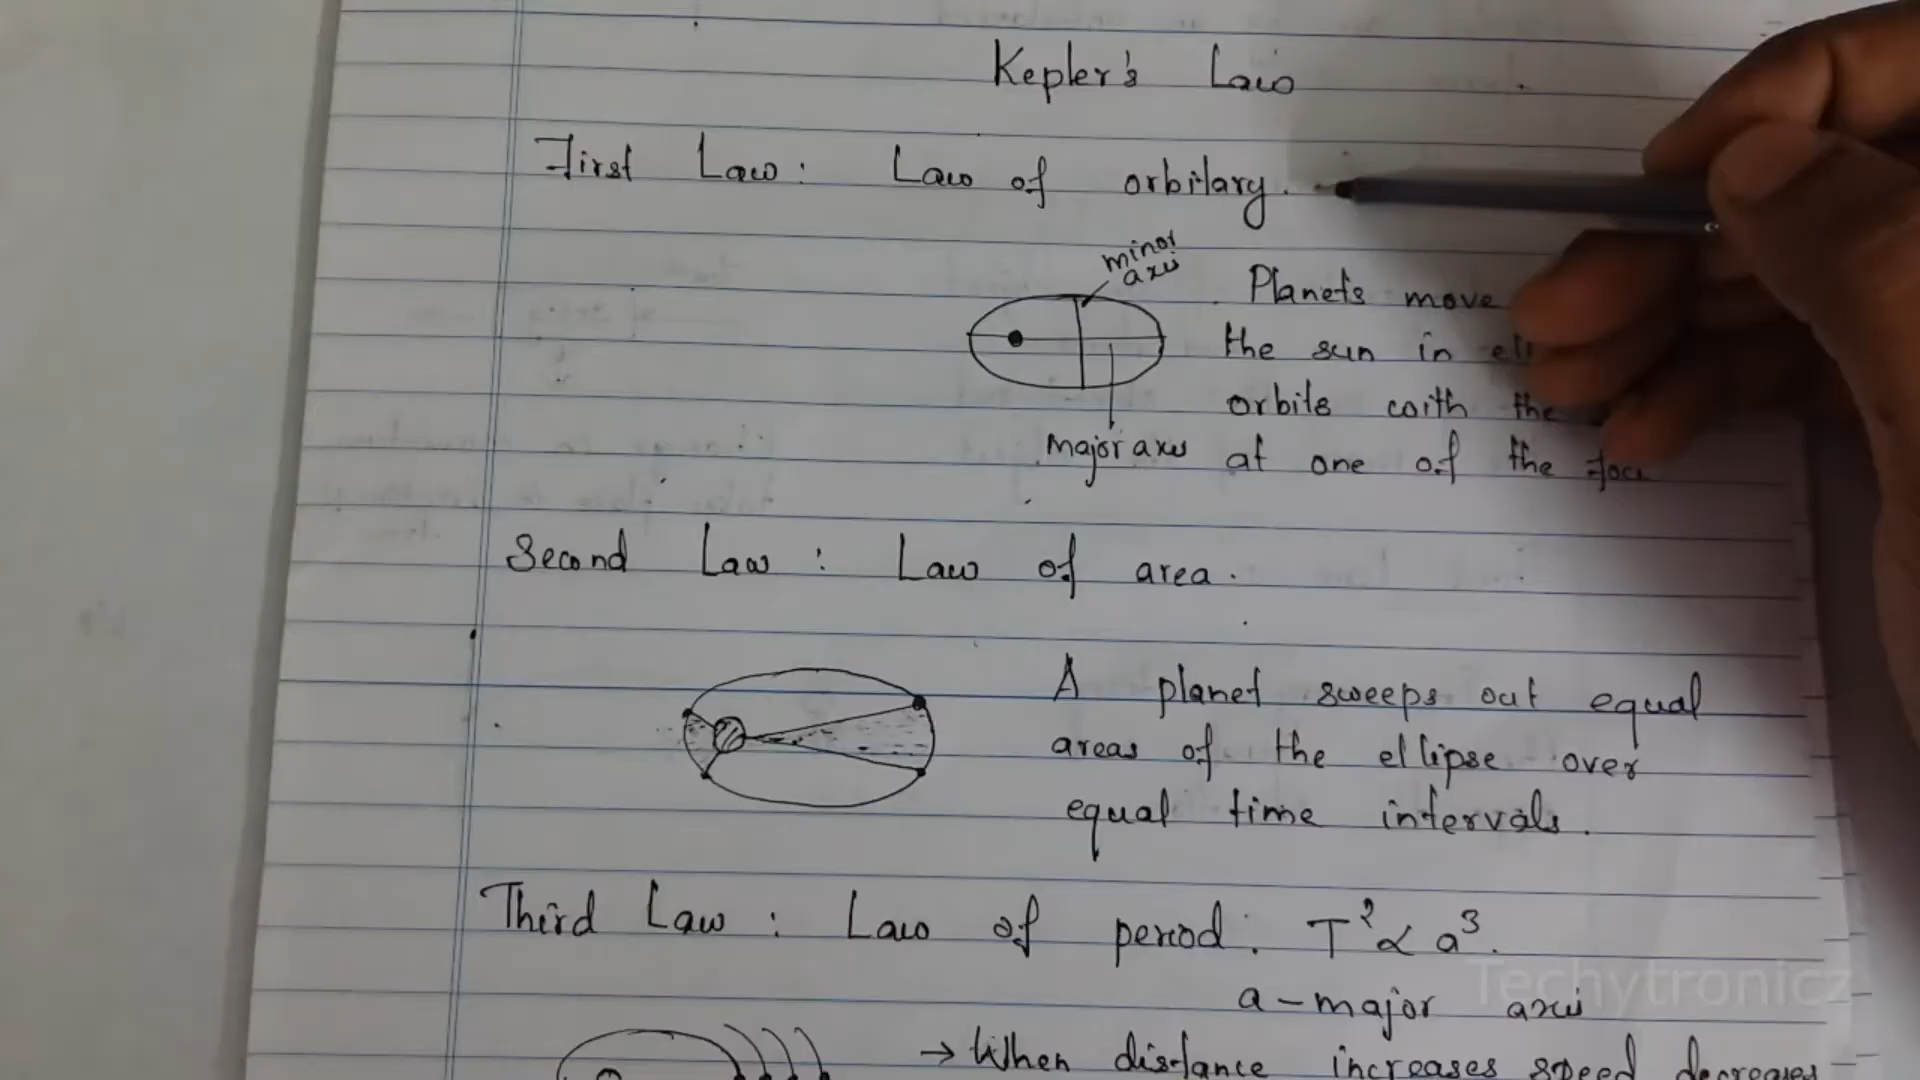 Kepler's Law
First Law: Law of orbitary.
minor
axis
Planets move
the sun in
orbits with the
major axis at one of the foci
Second Law : Law of area.
A planet sweeps out equal
areas of the ellipse over
equal time intervals.
Third Law : Law of period. T² ∝ a³.
Techytronicz
a – major axis
→ When distance increases speed decreases